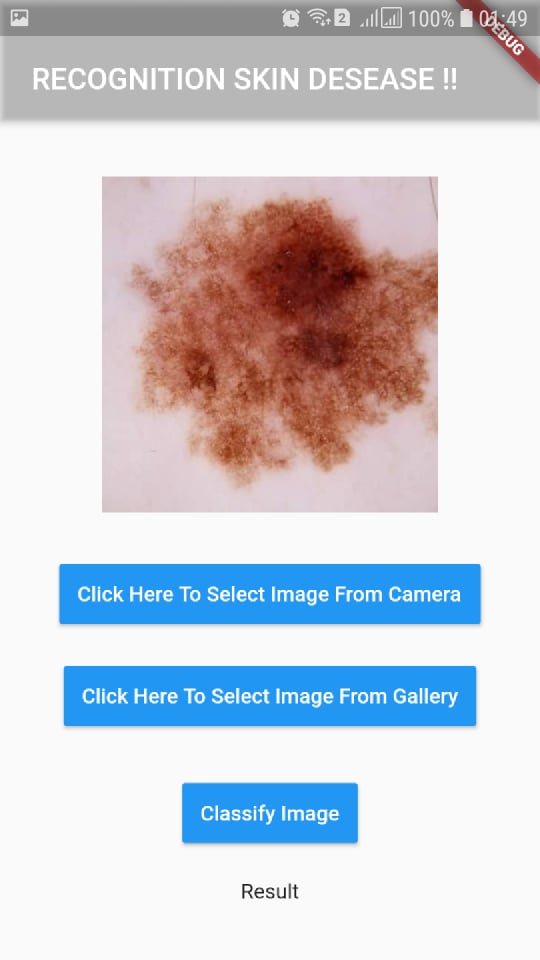 2 100% 01:49
DEBUG
RECOGNITION SKIN DESEASE !!
Click Here To Select Image From Camera
Click Here To Select Image From Gallery
Classify Image
Result